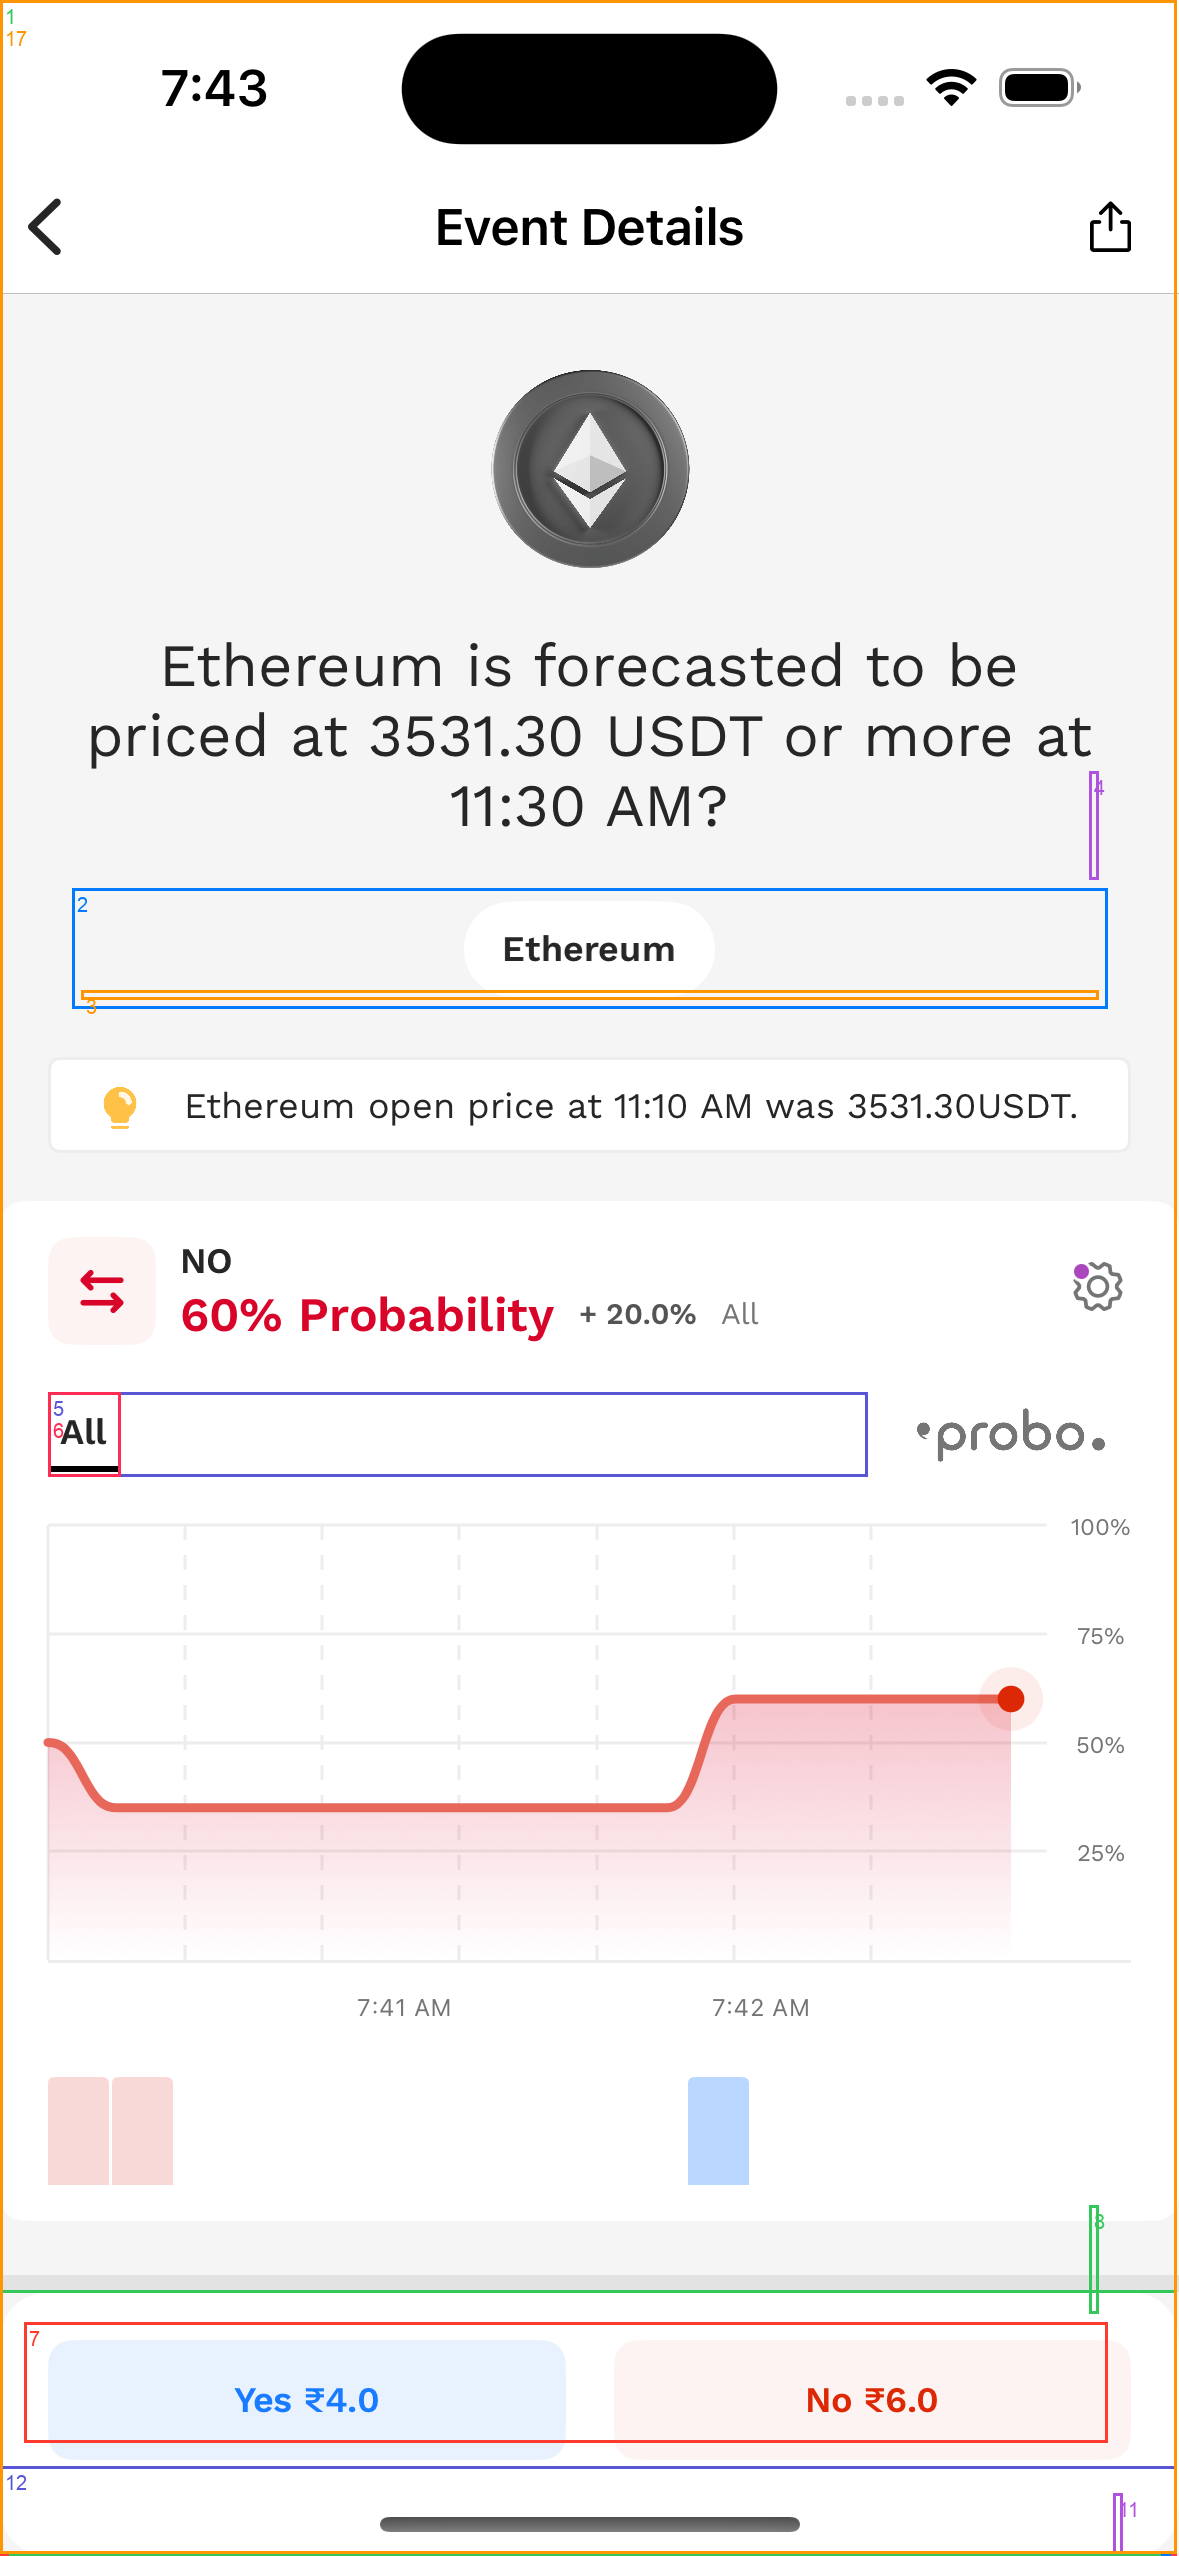 1
17
7:43
Event Details
Ethereum is forecasted to be
priced at 3531.30 USDT or more at
11:30 AM?
4
2
Ethereum
3
Ethereum open price at 11:10 AM was 3531.30USDT.
NO
60% Probability + 20.0% All
5
6
All
probo.
100%
75%
50%
25%
7:41 AM 7:42 AM
8
7
Yes ₹4.0 No ₹6.0
12
11